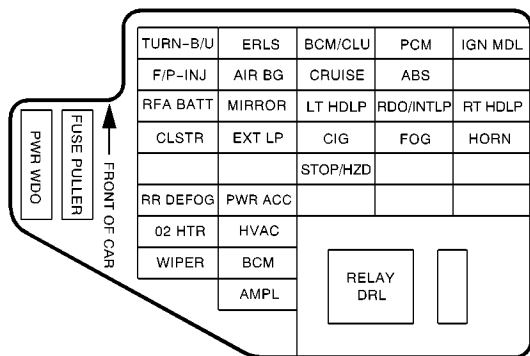 TURN-B/U ERLS BCM/CLU PCM IGN MDL
F/P-INJ AIR BG CRUISE ABS
RFA BATT MIRROR LT HDLP RDO/INTLP RT HDLP
CLSTR EXT LP CIG FOG HORN
STOP/HZD
RR DEFOG PWR ACC
02 HTR HVAC
WIPER BCM
AMPL
RELAY
DRL
PWR WDO
FUSE PULLER
FRONT OF CAR